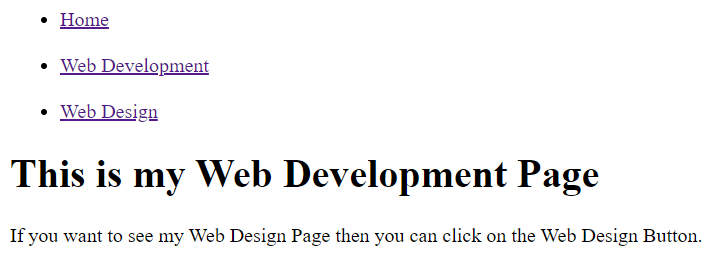 Home
Web Development
Web Design
This is my Web Development Page
If you want to see my Web Design Page then you can click on the Web Design Button.